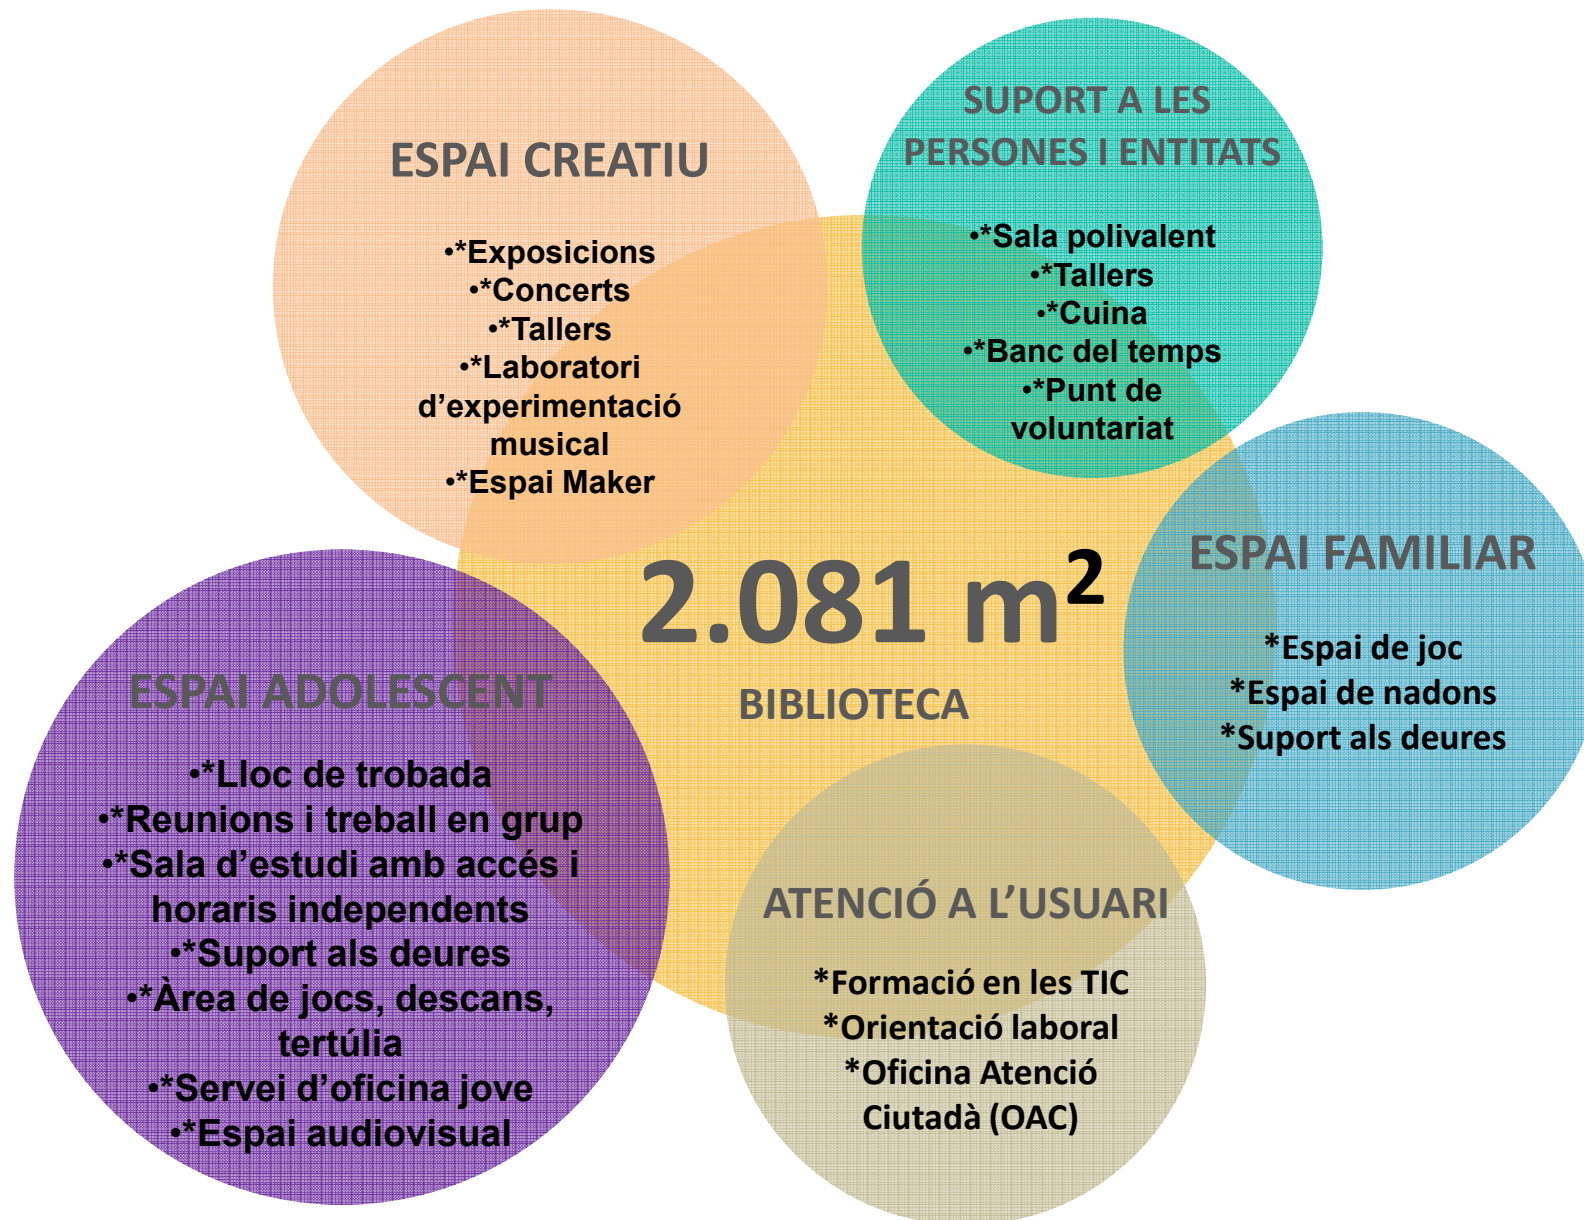 ESPAI CREATIU
•*Exposicions
•*Concerts
•*Tallers
•*Laboratori
d’experimentació
musical
•*Espai Maker
SUPORT A LES
PERSONES I ENTITATS
•*Sala polivalent
•*Tallers
•*Cuina
•*Banc del temps
•*Punt de
voluntariat
2.081 m²
BIBLIOTECA
ESPAI FAMILIAR
*Espai de joc
*Espai de nadons
*Suport als deures
ESPAI ADOLESCENT
•*Lloc de trobada
•*Reunions i treball en grup
•*Sala d’estudi amb accés i
horaris independents
•*Suport als deures
•*Àrea de jocs, descans,
tertúlia
•*Servei d’oficina jove
•*Espai audiovisual
ATENCIÓ A L’USUARI
*Formació en les TIC
*Orientació laboral
*Oficina Atenció
Ciutadà (OAC)